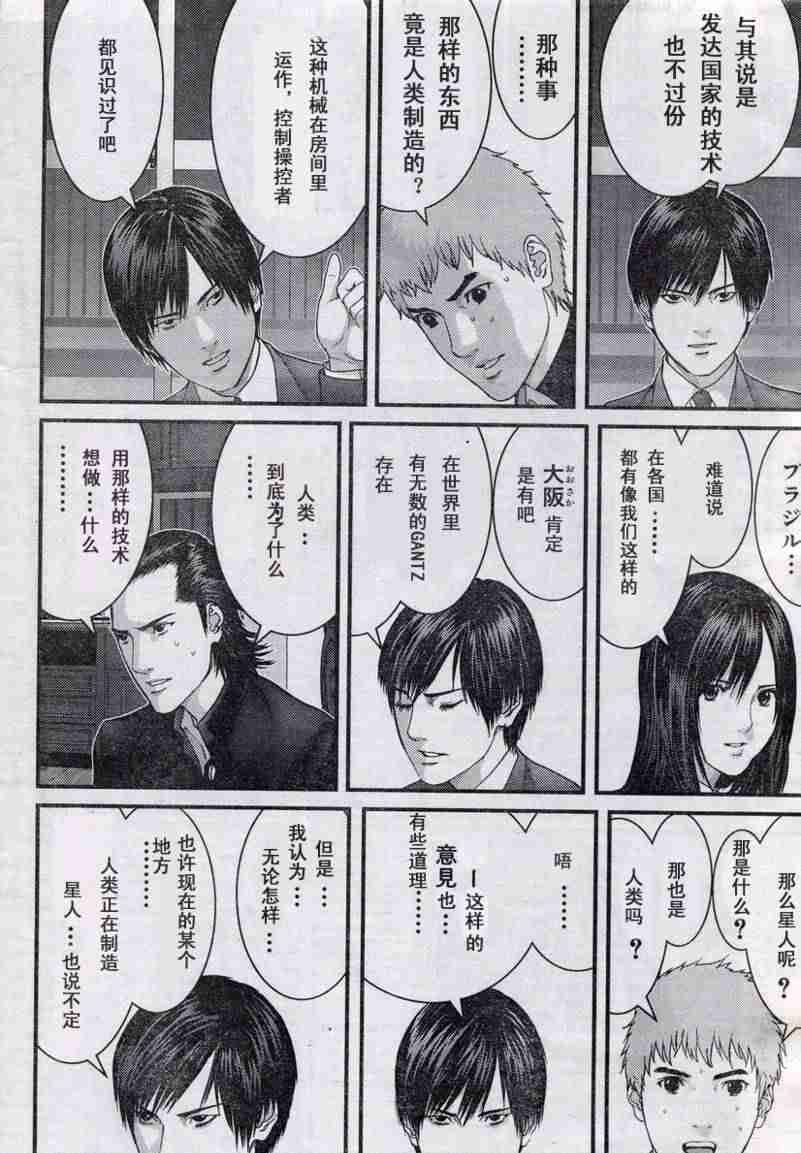 与其说是
发达国家的技术
也不过份
那种事
………
那样的东西
竟是人类制造的？
这种机械在房间里
运作，控制操控者
都见识过了吧
ブラジル…
难道说
在各国………
都有像我们这样的
おおさか
大阪肯定
是有吧
在世界里
有无数的GANTZ
存在
人类…
到底为了什么
………
用那样的技术
想做…什么
………
那么星人呢？
那是什么？
那也是
人类吗？
唔………
ー这样的
意見也…
有些道理………
但是…
我认为…
无论怎样…
也许现在的某个
地方………
人类正在制造
星人…也说不定